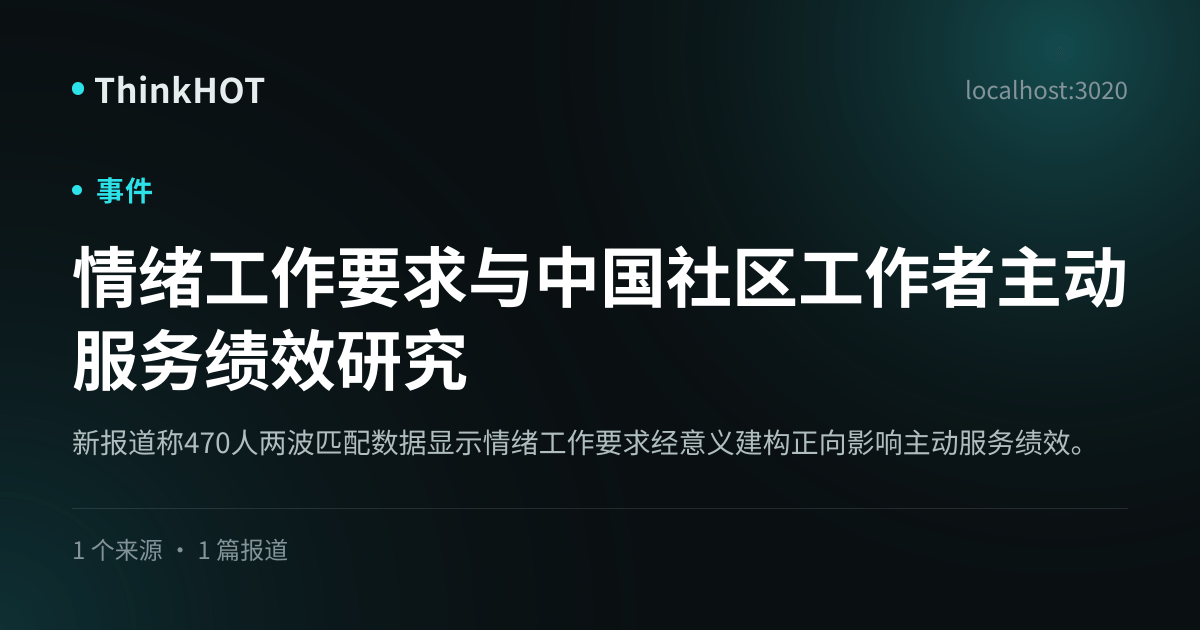 ThinkHOT
localhost:3020
事件
情绪工作要求与中国社区工作者主动
服务绩效研究
新报道称470人两波匹配数据显示情绪工作要求经意义建构正向影响主动服务绩效。
1 个来源 · 1 篇报道